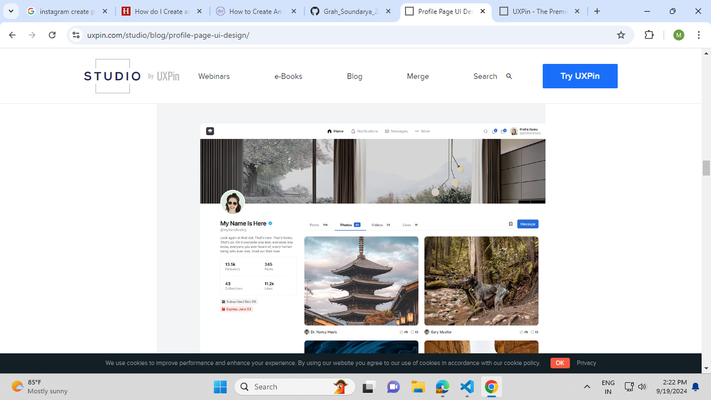 instagram create p
How do I Create an
How to Create An
Grah_Soundarya_2
Profile Page UI Des
UXPin - The Premi
uxpin.com/studio/blog/profile-page-ui-design/
M
STUDIO by UXPin
Webinars
e-Books
Blog
Merge
Search
Try UXPin
Home
Notifications
Messages
More
My Name Is Here
Posts
Photos
Videos
Likes
Message
13.5k
345
Followers
Posts
43
11.2k
Collections
Likes
Dr. Nancy Meils
Gary Mueller
We use cookies to improve performance and enhance your experience. By using our website you agree to our use of cookies in accordance with our cookie policy.
OK
Privacy
85°F
Mostly sunny
Search
ENG
IN
2:22 PM
9/19/2024